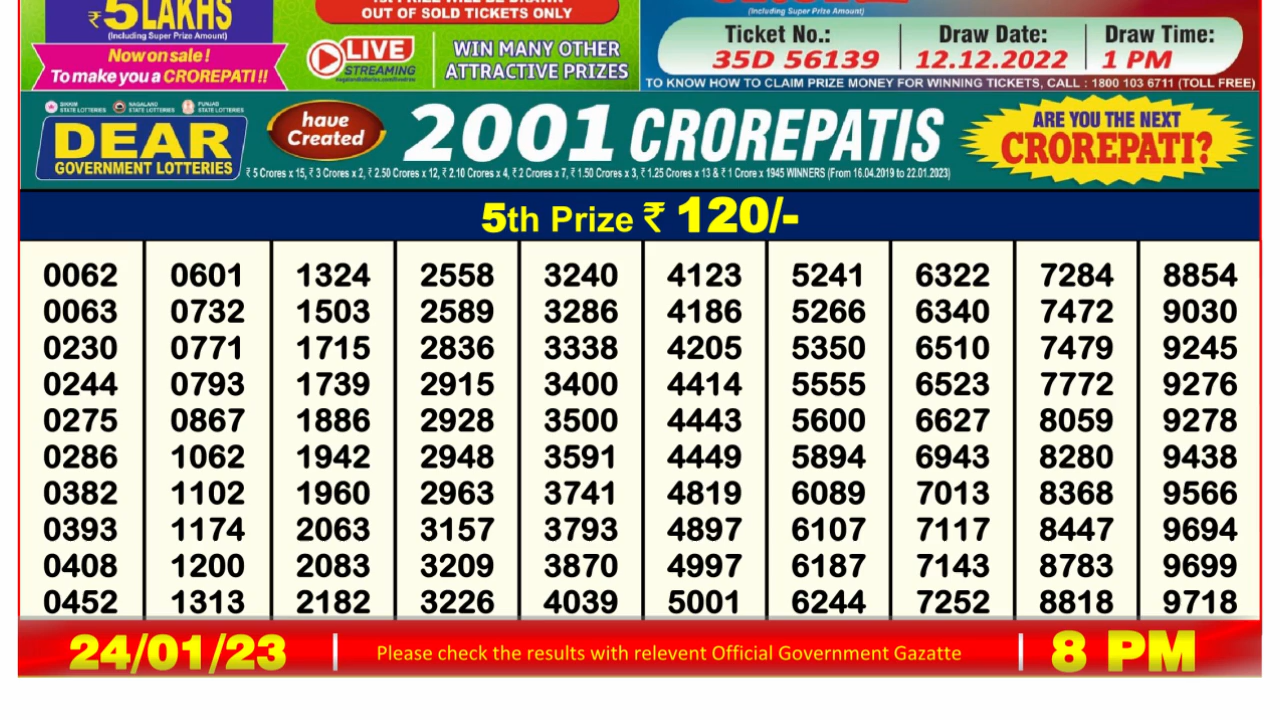 ₹5 LAKHS
(Including Super Prize Amount)
Now on sale!
To make you a CROREPATI!!
OUT OF SOLD TICKETS ONLY
LIVE
STREAMING
WIN MANY OTHER
ATTRACTIVE PRIZES
(Including Super Prize Amount)
Ticket No.: Draw Date: Draw Time:
35D 56139 12.12.2022 1 PM
TO KNOW HOW TO CLAIM PRIZE MONEY FOR WINNING TICKETS, CALL : 1800 103 6711 (TOLL FREE)
SIKKIM STATE LOTTERIES NAGALAND STATE LOTTERIES PUNJAB STATE LOTTERIES
DEAR
GOVERNMENT LOTTERIES
have
Created
2001 CROREPATIS
₹ 5 Crores x 15, ₹ 3 Crores x 2, ₹ 2.50 Crores x 12, ₹ 2.10 Crores x 4, ₹ 2 Crores x 7, ₹ 1.50 Crores x 3, ₹ 1.25 Crores x 13 & ₹ 1 Crore x 1945 WINNERS (From 16.04.2019 to 22.01.2023)
ARE YOU THE NEXT
CROREPATI?
5th Prize ₹ 120/-
0062 0601 1324 2558 3240 4123 5241 6322 7284 8854
0063 0732 1503 2589 3286 4186 5266 6340 7472 9030
0230 0771 1715 2836 3338 4205 5350 6510 7479 9245
0244 0793 1739 2915 3400 4414 5555 6523 7772 9276
0275 0867 1886 2928 3500 4443 5600 6627 8059 9278
0286 1062 1942 2948 3591 4449 5894 6943 8280 9438
0382 1102 1960 2963 3741 4819 6089 7013 8368 9566
0393 1174 2063 3157 3793 4897 6107 7117 8447 9694
0408 1200 2083 3209 3870 4997 6187 7143 8783 9699
0452 1313 2182 3226 4039 5001 6244 7252 8818 9718
24/01/23 Please check the results with relevent Official Government Gazatte 8 PM